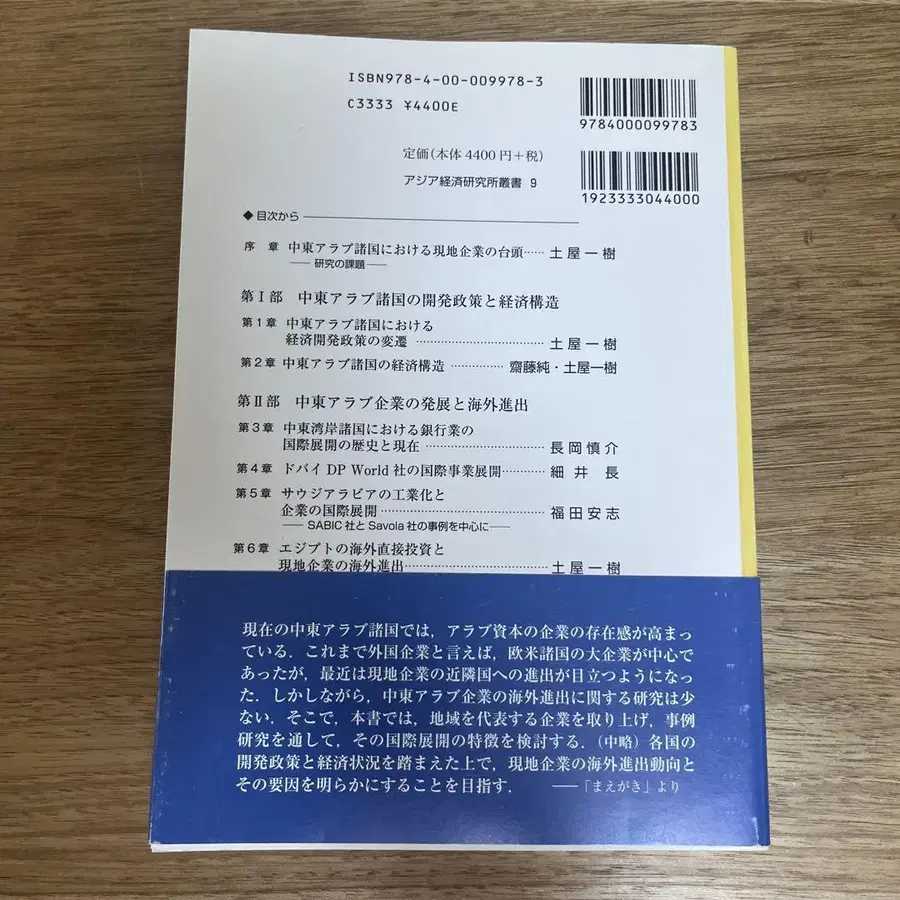 ISBN978-4-00-009978-3
C3333 ¥4400E
9784000099783
定価(本体 4400 円+税)
アジア経済研究所叢書 9
1923333044000
◆ 目次から
序 章 中東アラブ諸国における現地企業の台頭…… 土 屋 一 樹
── 研究の課題 ──
第Ⅰ部 中東アラブ諸国の開発政策と経済構造
第1章 中東アラブ諸国における
経済開発政策の変遷 …………………… 土 屋 一 樹
第2章 中東アラブ諸国の経済構造 …………… 齋藤純・土屋一樹
第Ⅱ部 中東アラブ企業の発展と海外進出
第3章 中東湾岸諸国における銀行業の
国際展開の歴史と現在 …………………… 長 岡 慎 介
第4章 ドバイ DP World 社の国際事業展開………… 細 井 長
第5章 サウジアラビアの工業化と
企業の国際展開 …………………………… 福 田 安 志
── SABIC 社と Savola 社の事例を中心に ──
第6章 エジプトの海外直接投資と
現地企業の海外進出………………………… 土 屋 一 樹
現在の中東アラブ諸国では,アラブ資本の企業の存在感が高まっ
ている.これまで外国企業と言えば,欧米諸国の大企業が中心で
あったが,最近は現地企業の近隣国への進出が目立つようになっ
た.しかしながら,中東アラブ企業の海外進出に関する研究は少
ない.そこで,本書では,地域を代表する企業を取り上げ,事例
研究を通して,その国際展開の特徴を検討する.(中略)各国の
開発政策と経済状況を踏まえた上で,現地企業の海外進出動向と
その要因を明らかにすることを目指す. ──「まえがき」より